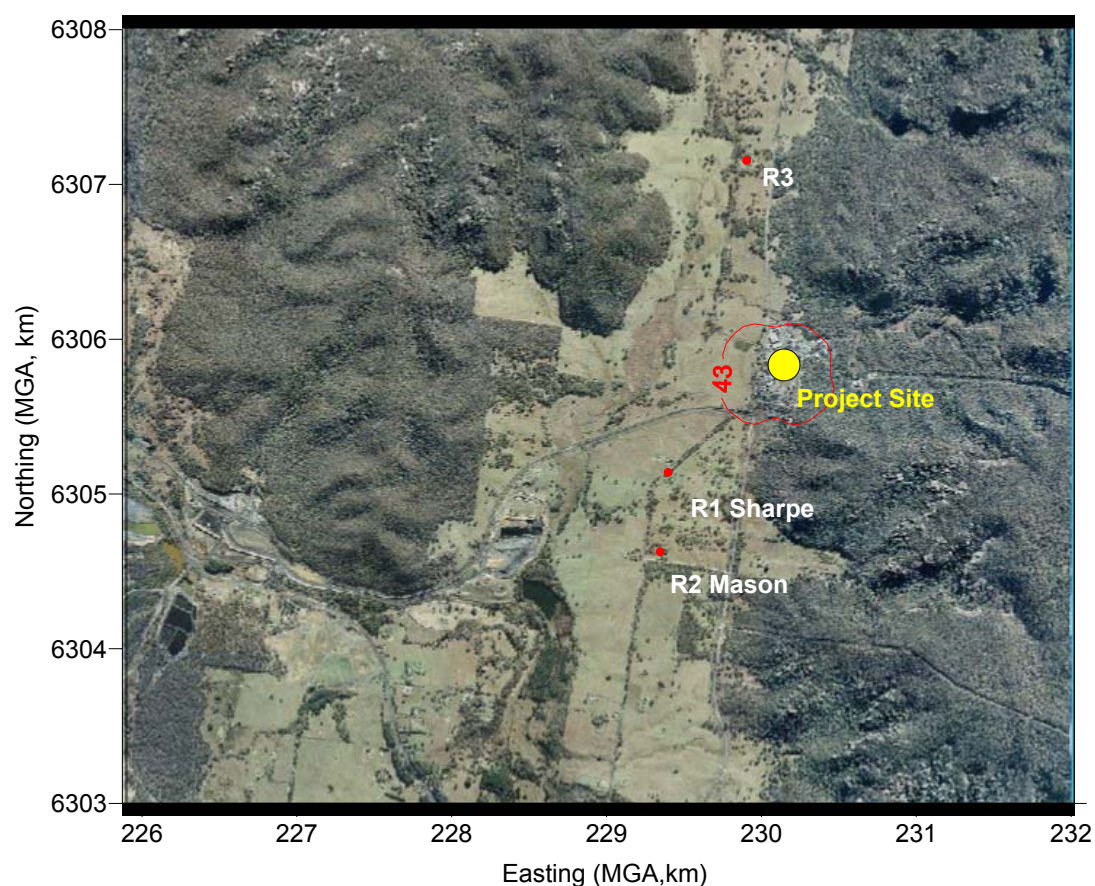 6308
6307
R3
6306
43
Project Site
6305
R1 Sharpe
R2 Mason
6304
6303
226
227
228
229
230
231
232
Northing (MGA, km)
Easting (MGA,km)